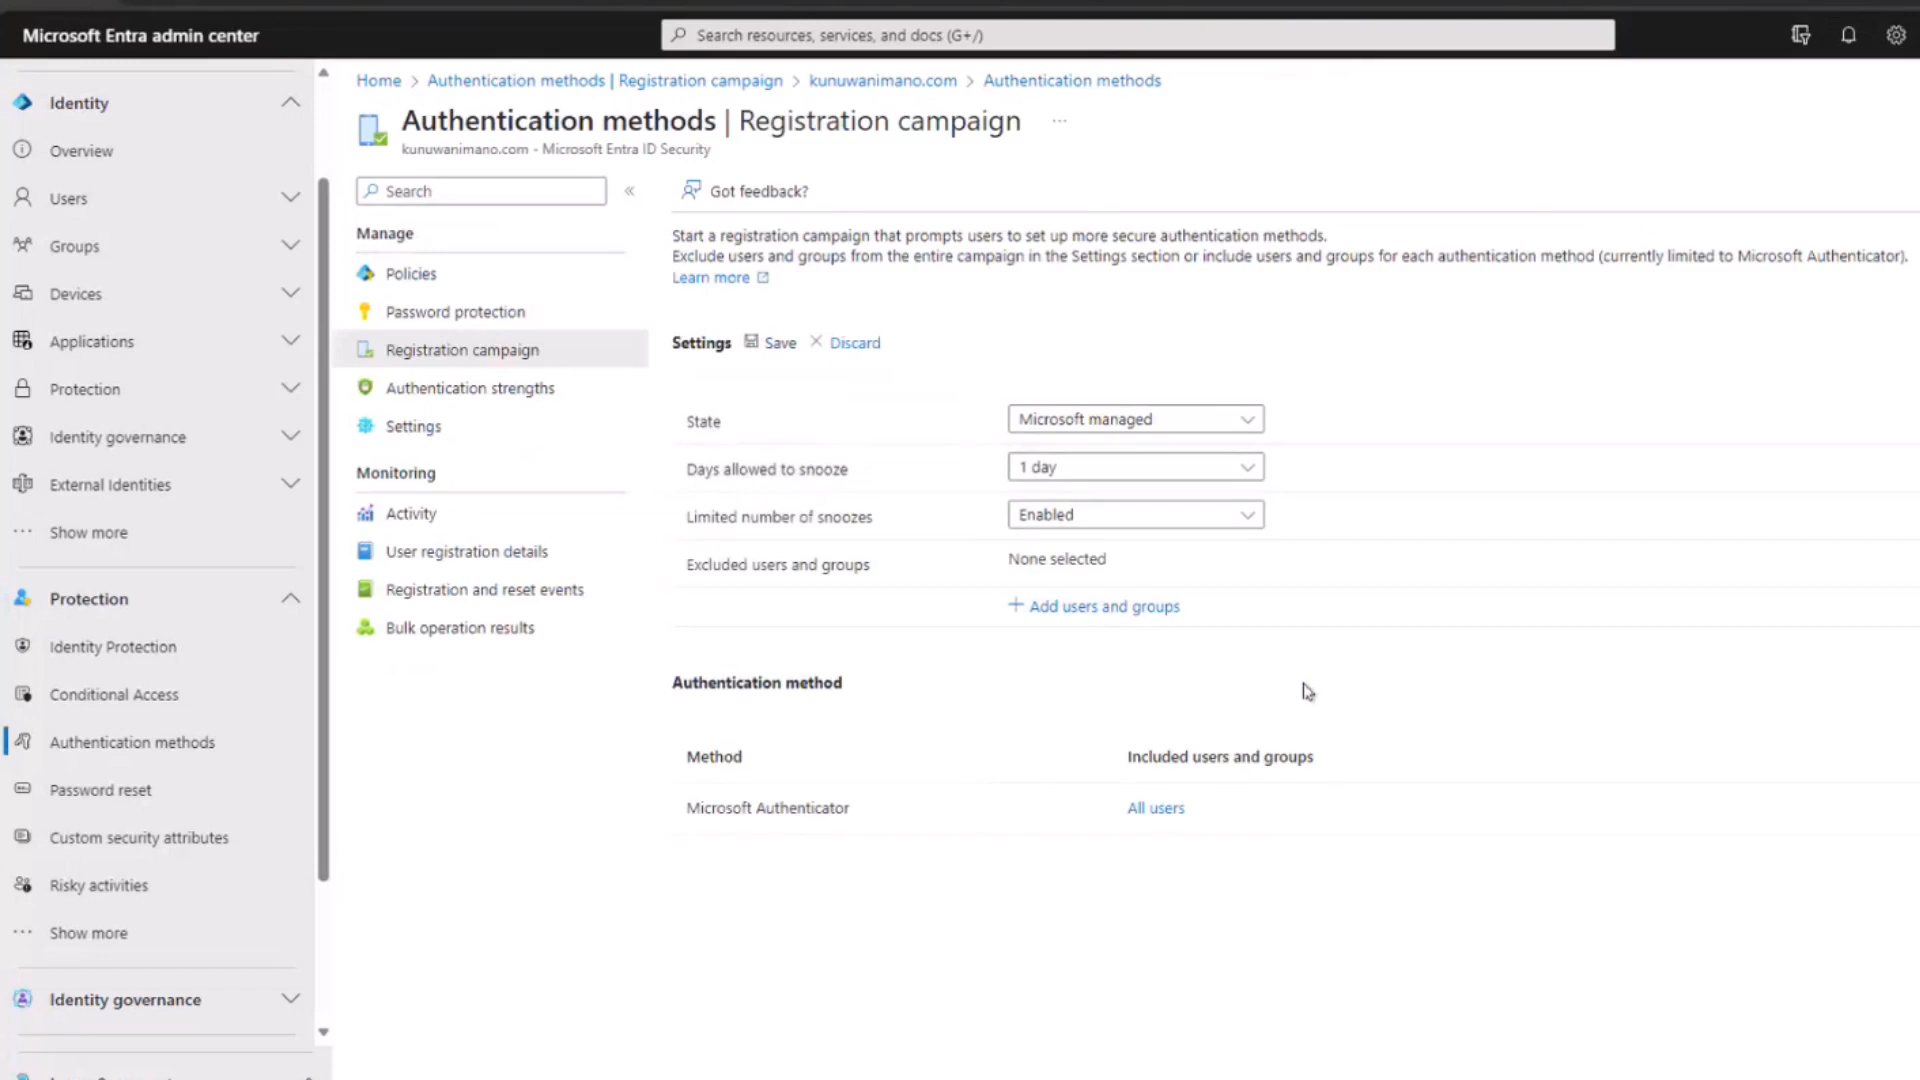 Microsoft Entra admin center
Search resources, services, and docs (G+/)
Identity
Overview
Users
Groups
Devices
Applications
Protection
Identity governance
External Identities
Show more
Protection
Identity Protection
Conditional Access
Authentication methods
Password reset
Custom security attributes
Risky activities
Show more
Identity governance
Home > Authentication methods | Registration campaign > kunuwanimano.com > Authentication methods
Authentication methods | Registration campaign ...
kunuwanimano.com - Microsoft Entra ID Security
Search
Manage
Policies
Password protection
Registration campaign
Authentication strengths
Settings
Monitoring
Activity
User registration details
Registration and reset events
Bulk operation results
Got feedback?
Start a registration campaign that prompts users to set up more secure authentication methods.
Exclude users and groups from the entire campaign in the Settings section or include users and groups for each authentication method (currently limited to Microsoft Authenticator).
Learn more
Settings Save Discard
State Microsoft managed
Days allowed to snooze 1 day
Limited number of snoozes Enabled
Excluded users and groups None selected
+ Add users and groups
Authentication method
Method Included users and groups
Microsoft Authenticator All users